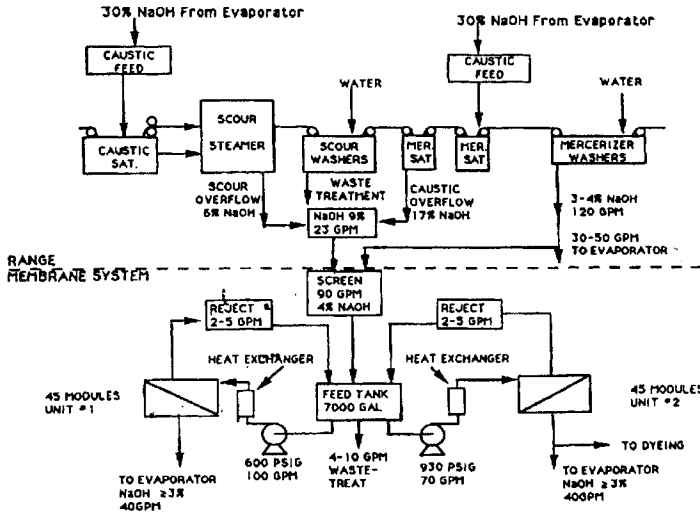 30% NaOH From Evaporator
30% NaOH From Evaporator
CAUSTIC
FEED
CAUSTIC
FEED
WATER
WATER
SCOUR
STEAMER
CAUSTIC
SAT.
SCOUR
WASHERS
MER.
SAT
MER.
SAT
MERCERIZER
WASHERS
SCOUR
OVERFLOW
6% NaOH
WASTE
TREATMENT
CAUSTIC
OVERFLOW
17% NaOH
3-4% NaOH
120 GPM
NaOH 9%
23 GPM
30-50 GPM
TO EVAPORATOR
RANGE
MEMBRANE SYSTEM
SCREEN
90 GPM
4% NAOH
REJECT
2-5 GPM
REJECT
2-5 GPM
HEAT EXCHANGER
HEAT EXCHANGER
45 MODULES
UNIT #1
FEED TANK
7000 GAL
45 MODULES
UNIT #2
600 PSIG
100 GPM
4-10 GPM
WASTE-
TREAT
930 PSIG
70 GPM
TO DYEING
TO EVAPORATOR
NaOH ≥3%
40GPM
TO EVAPORATOR
NaOH ≥3%
40GPM